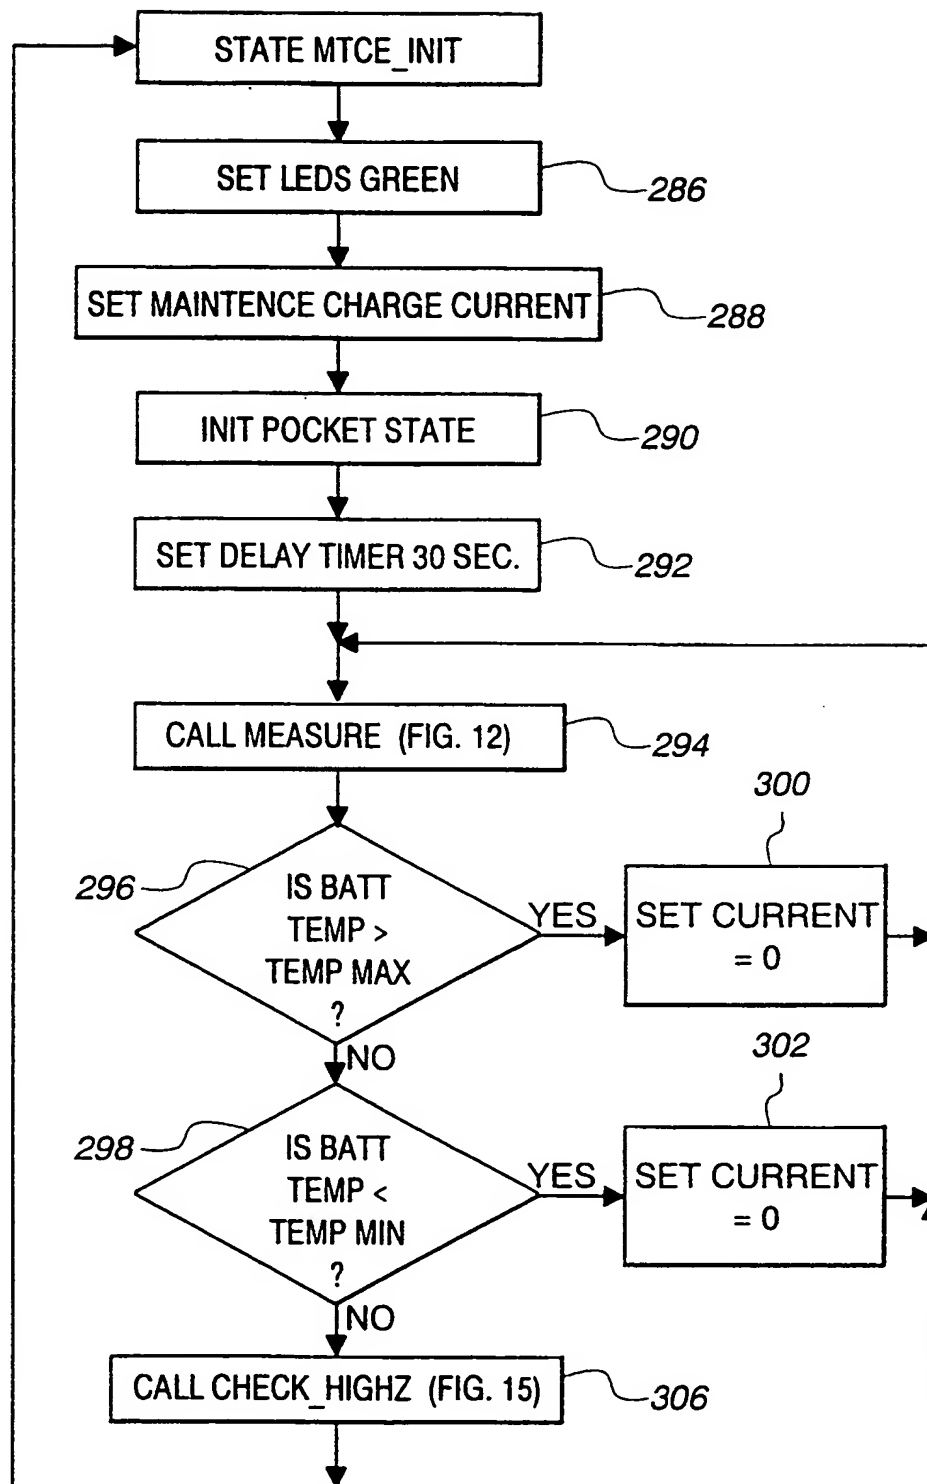 STATE MTCE_INIT
SET LEDS GREEN
286
SET MAINTENCE CHARGE CURRENT
288
INIT POCKET STATE
290
SET DELAY TIMER 30 SEC.
292
CALL MEASURE (FIG. 12)
294
296
IS BATT
TEMP >
TEMP MAX
?
YES
300
SET CURRENT
= 0
NO
298
IS BATT
TEMP <
TEMP MIN
?
YES
302
SET CURRENT
= 0
NO
CALL CHECK_HIGHZ (FIG. 15)
306